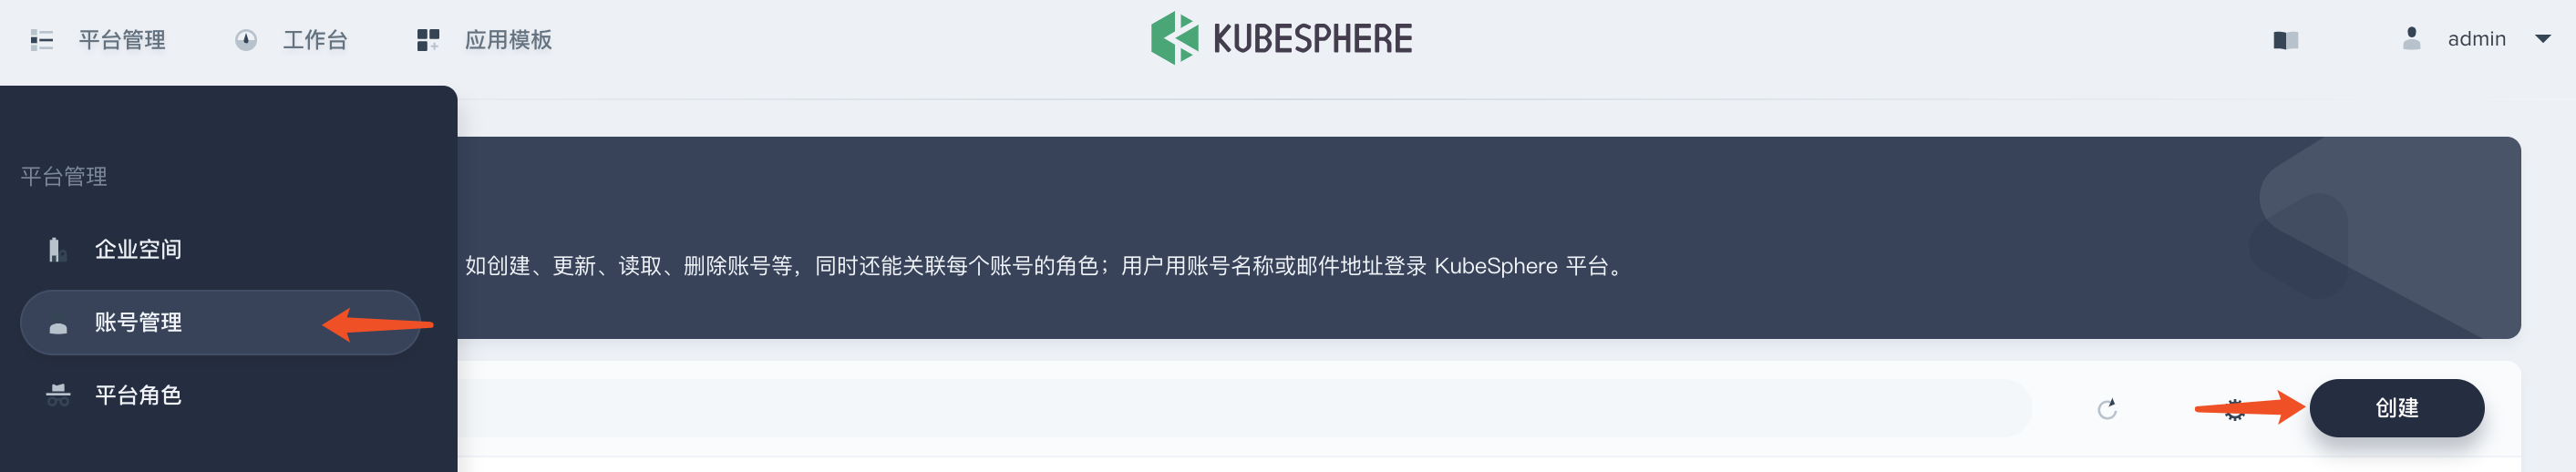 平台管理 工作台 应用模板 KUBESPHERE admin
平台管理
企业空间
如创建、更新、读取、删除账号等，同时还能关联每个账号的角色；用户用账号名称或邮件地址登录 KubeSphere 平台。
账号管理
平台角色
创建